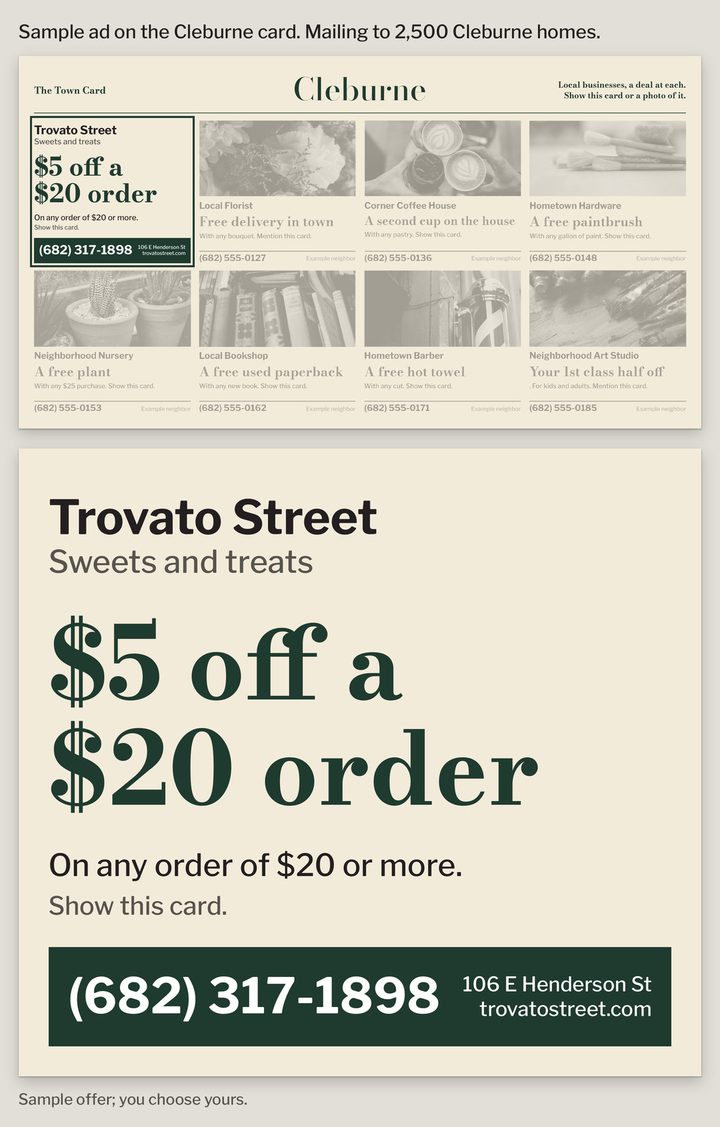 Sample ad on the Cleburne card. Mailing to 2,500 Cleburne homes.
The Town Card
Cleburne
Local businesses, a deal at each.
Show this card or a photo of it.
Trovato Street
Sweets and treats
$5 off a
$20 order
On any order of $20 or more.
Show this card.
(682) 317-1898
106 E Henderson St
trovatostreet.com
Local Florist
Free delivery in town
With any bouquet. Mention this card.
(682) 555-0127
Example neighbor
Corner Coffee House
A second cup on the house
With any pastry. Show this card.
(682) 555-0136
Example neighbor
Hometown Hardware
A free paintbrush
With any gallon of paint. Show this card.
(682) 555-0148
Example neighbor
Neighborhood Nursery
A free plant
With any $25 purchase. Show this card.
(682) 555-0153
Example neighbor
Local Bookshop
A free used paperback
With any new book. Show this card.
(682) 555-0162
Example neighbor
Hometown Barber
A free hot towel
With any cut. Show this card.
(682) 555-0171
Example neighbor
Neighborhood Art Studio
Your 1st class half off
For kids and adults. Mention this card.
(682) 555-0185
Example neighbor
Trovato Street
Sweets and treats
$5 off a
$20 order
On any order of $20 or more.
Show this card.
(682) 317-1898
106 E Henderson St
trovatostreet.com
Sample offer; you choose yours.